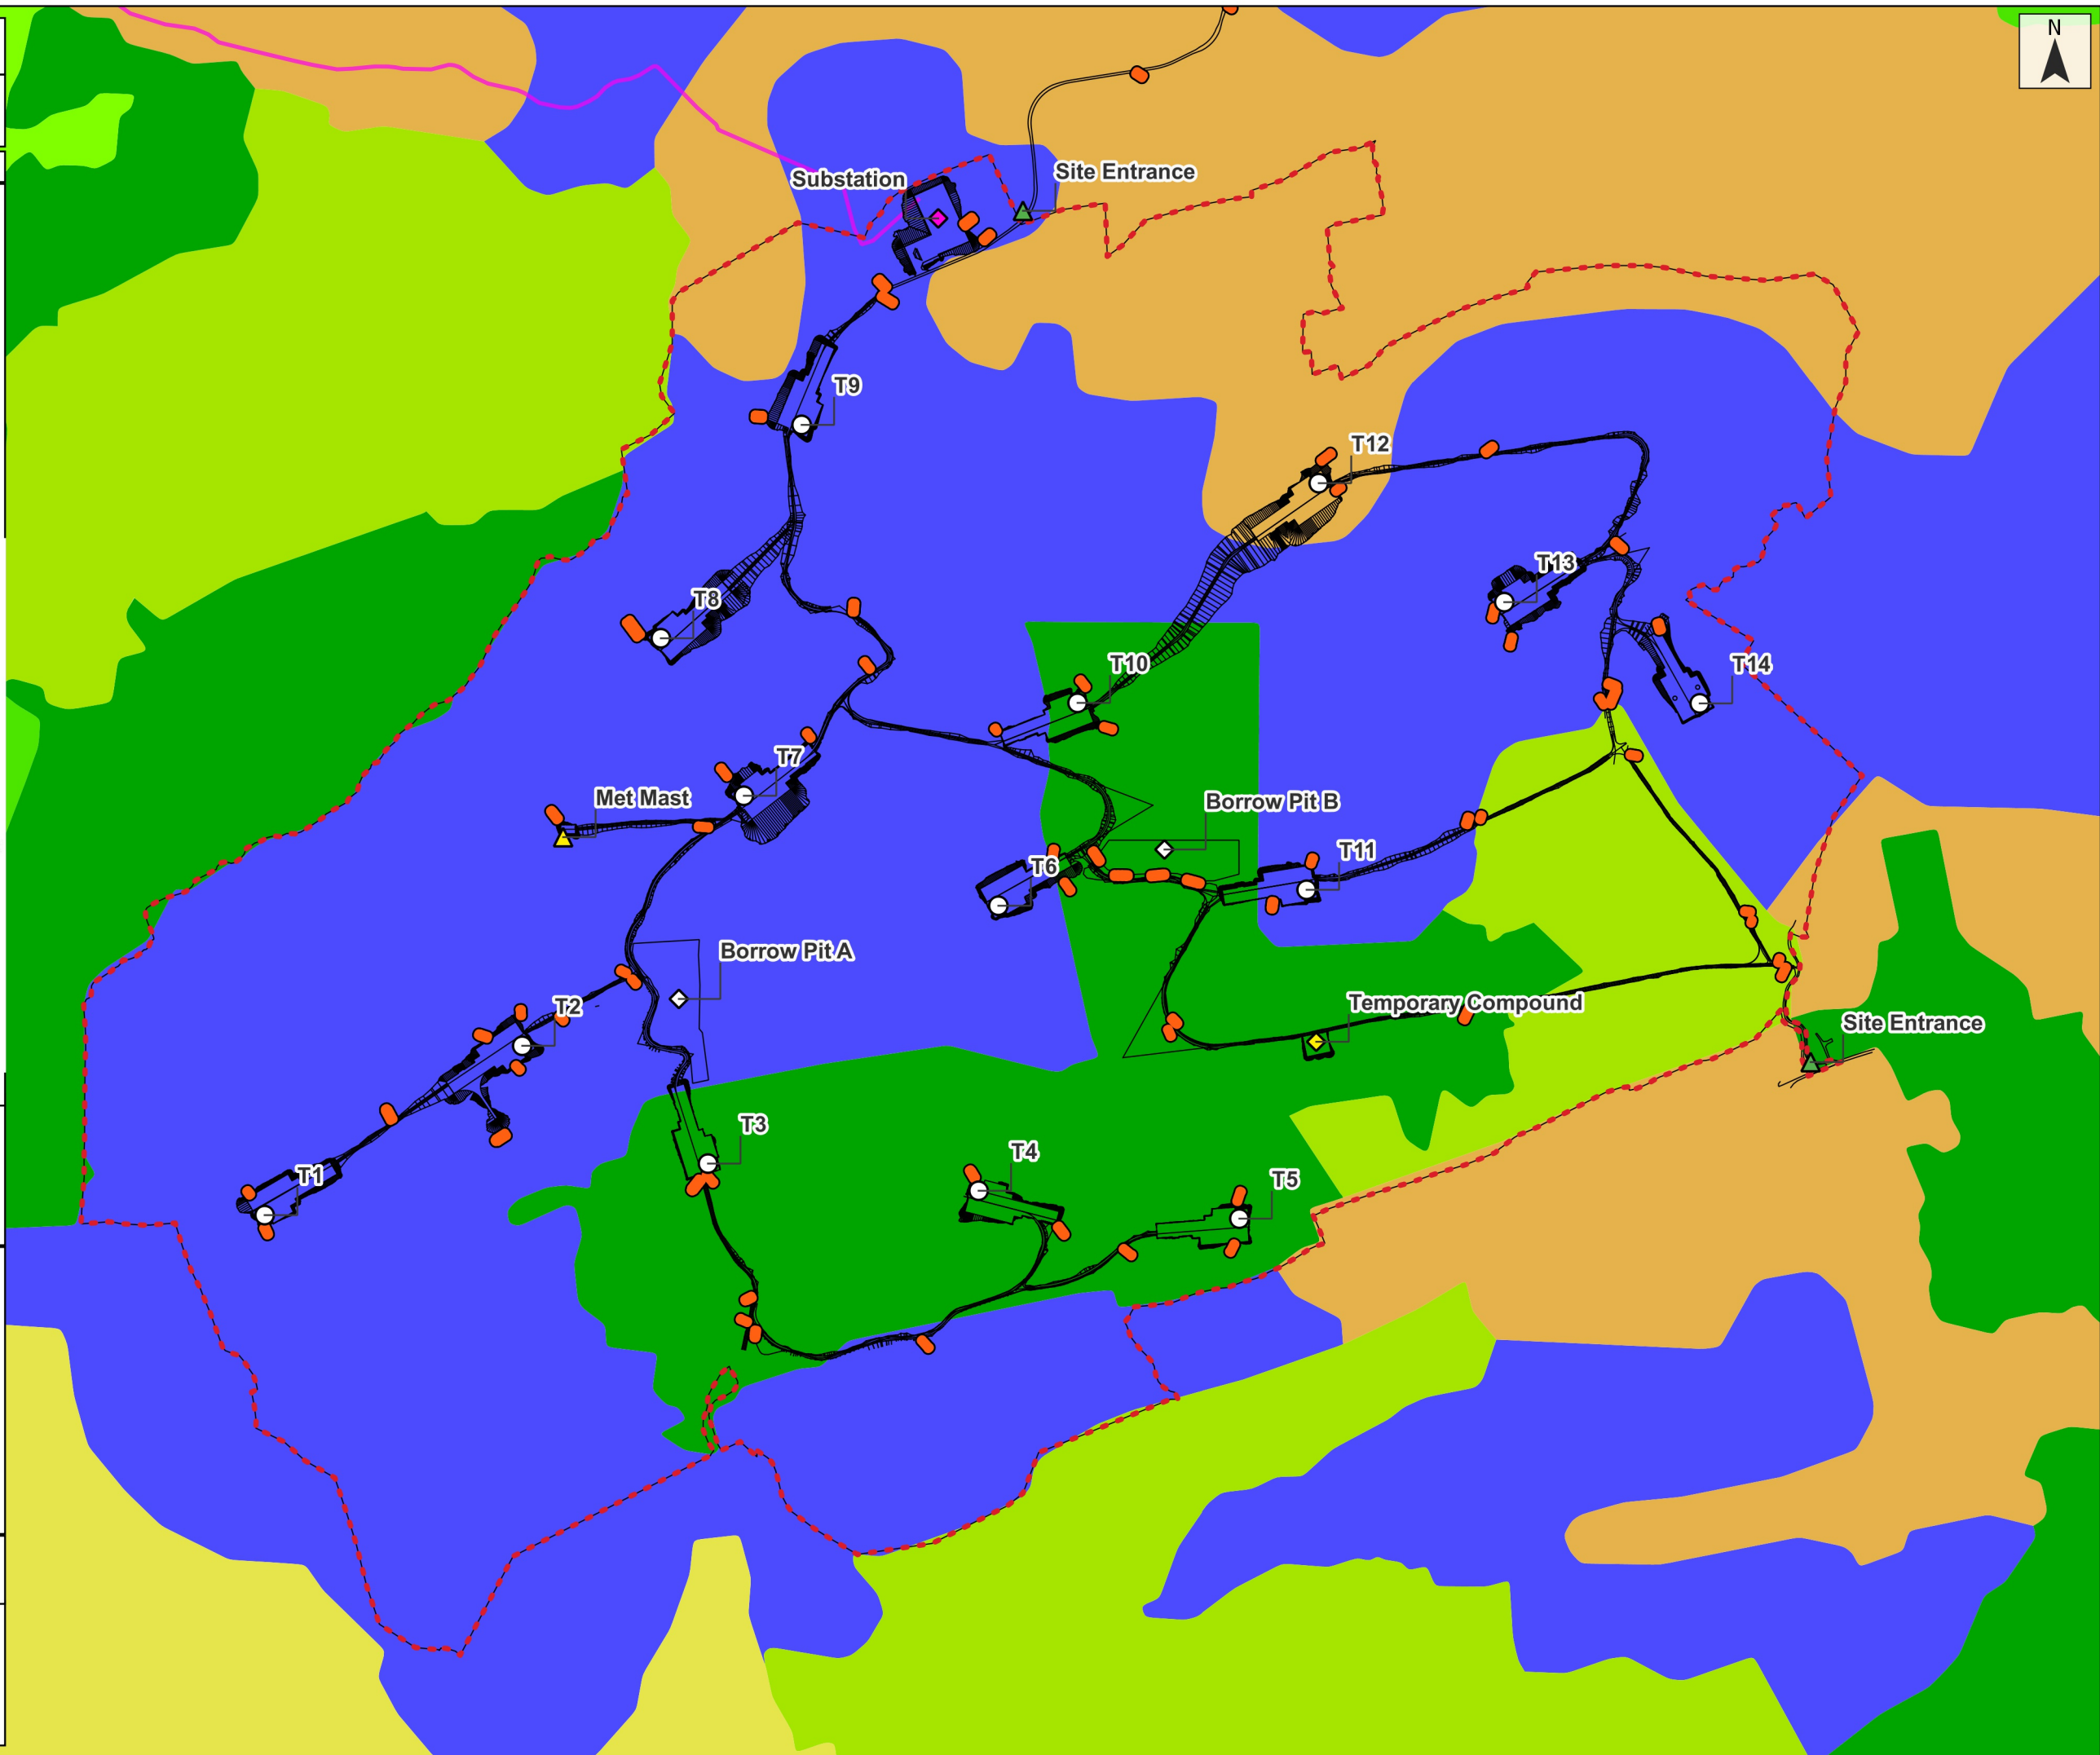 N
Substation
Site Entrance
T9
T12
T13
T8
T10
T14
T7
Met Mast
Borrow Pit B
T11
T6
Borrow Pit A
T2
Temporary Compound
Site Entrance
T3
T4
T1
T5